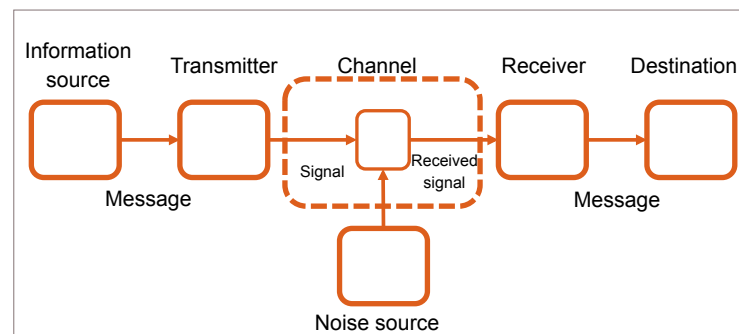 Information
source
Transmitter
Channel
Receiver
Destination
Signal
Received
signal
Message
Message
Noise source